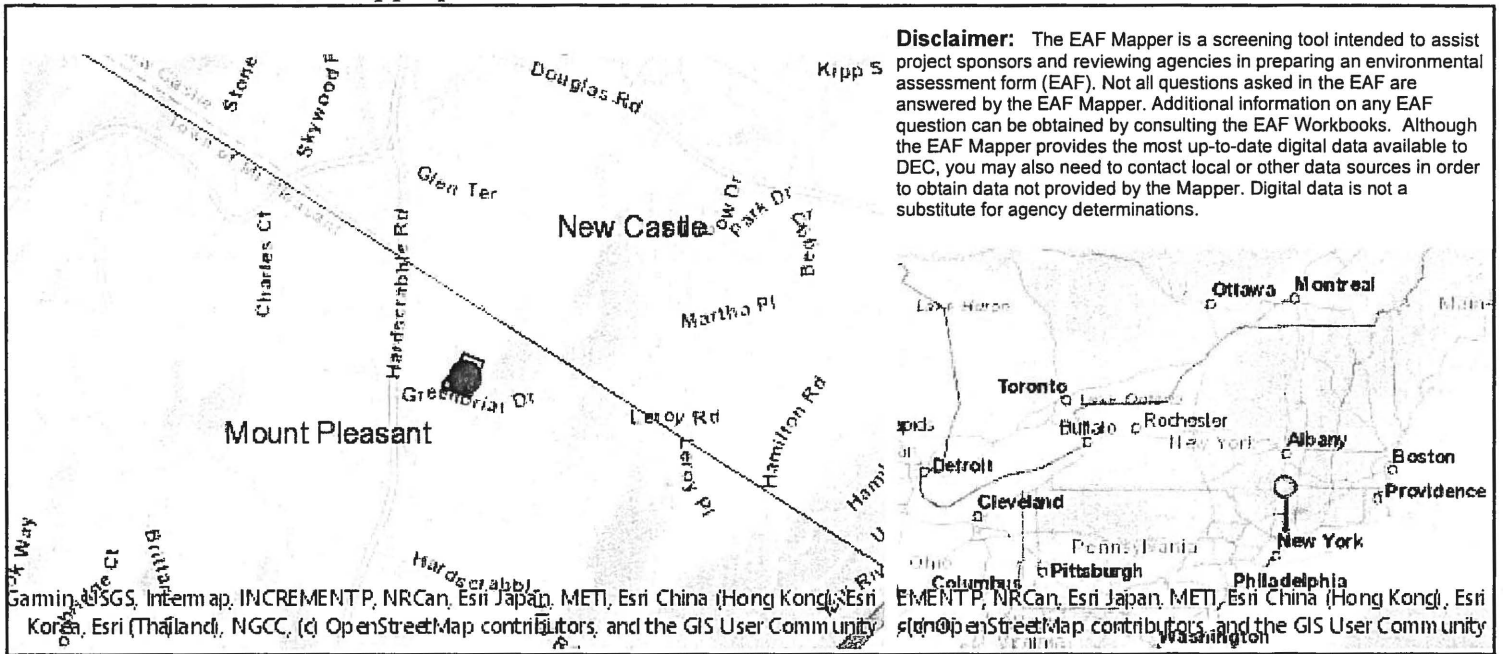 Disclaimer: The EAF Mapper is a screening tool intended to assist
project sponsors and reviewing agencies in preparing an environmental
assessment form (EAF). Not all questions asked in the EAF are
answered by the EAF Mapper. Additional information on any EAF
question can be obtained by consulting the EAF Workbooks. Although
the EAF Mapper provides the most up-to-date digital data available to
DEC, you may also need to contact local or other data sources in order
to obtain data not provided by the Mapper. Digital data is not a
substitute for agency determinations.
Stone
Skywood
Douglas Rd
Kipp S
Glen Ter
Charles Ct
Hardscrabble Rd
New Castle
Park Dr
Martha Pl
Greenbriar Dr
Mount Pleasant
Leroy Rd
Leroy Pl
Hamilton Rd
Way
Hardscrabbl
Garmin, USGS, Intermap, INCREMENT P, NRCan, Esri Japan, METI, Esri China (Hong Kong), Esri
Korea, Esri (Thailand), NGCC, (c) OpenStreetMap contributors, and the GIS User Community
Ottawa
Montreal
Lake Huron
Toronto
Buffalo
Rochester
New York
Albany
Detroit
Boston
Providence
Cleveland
New York
Pennsylvania
Ohio
Pittsburgh
Columbus
Philadelphia
EMENT P, NRCan, Esri Japan, METI, Esri China (Hong Kong), Esri
OpenStreetMap contributors, and the GIS User Community
Washington